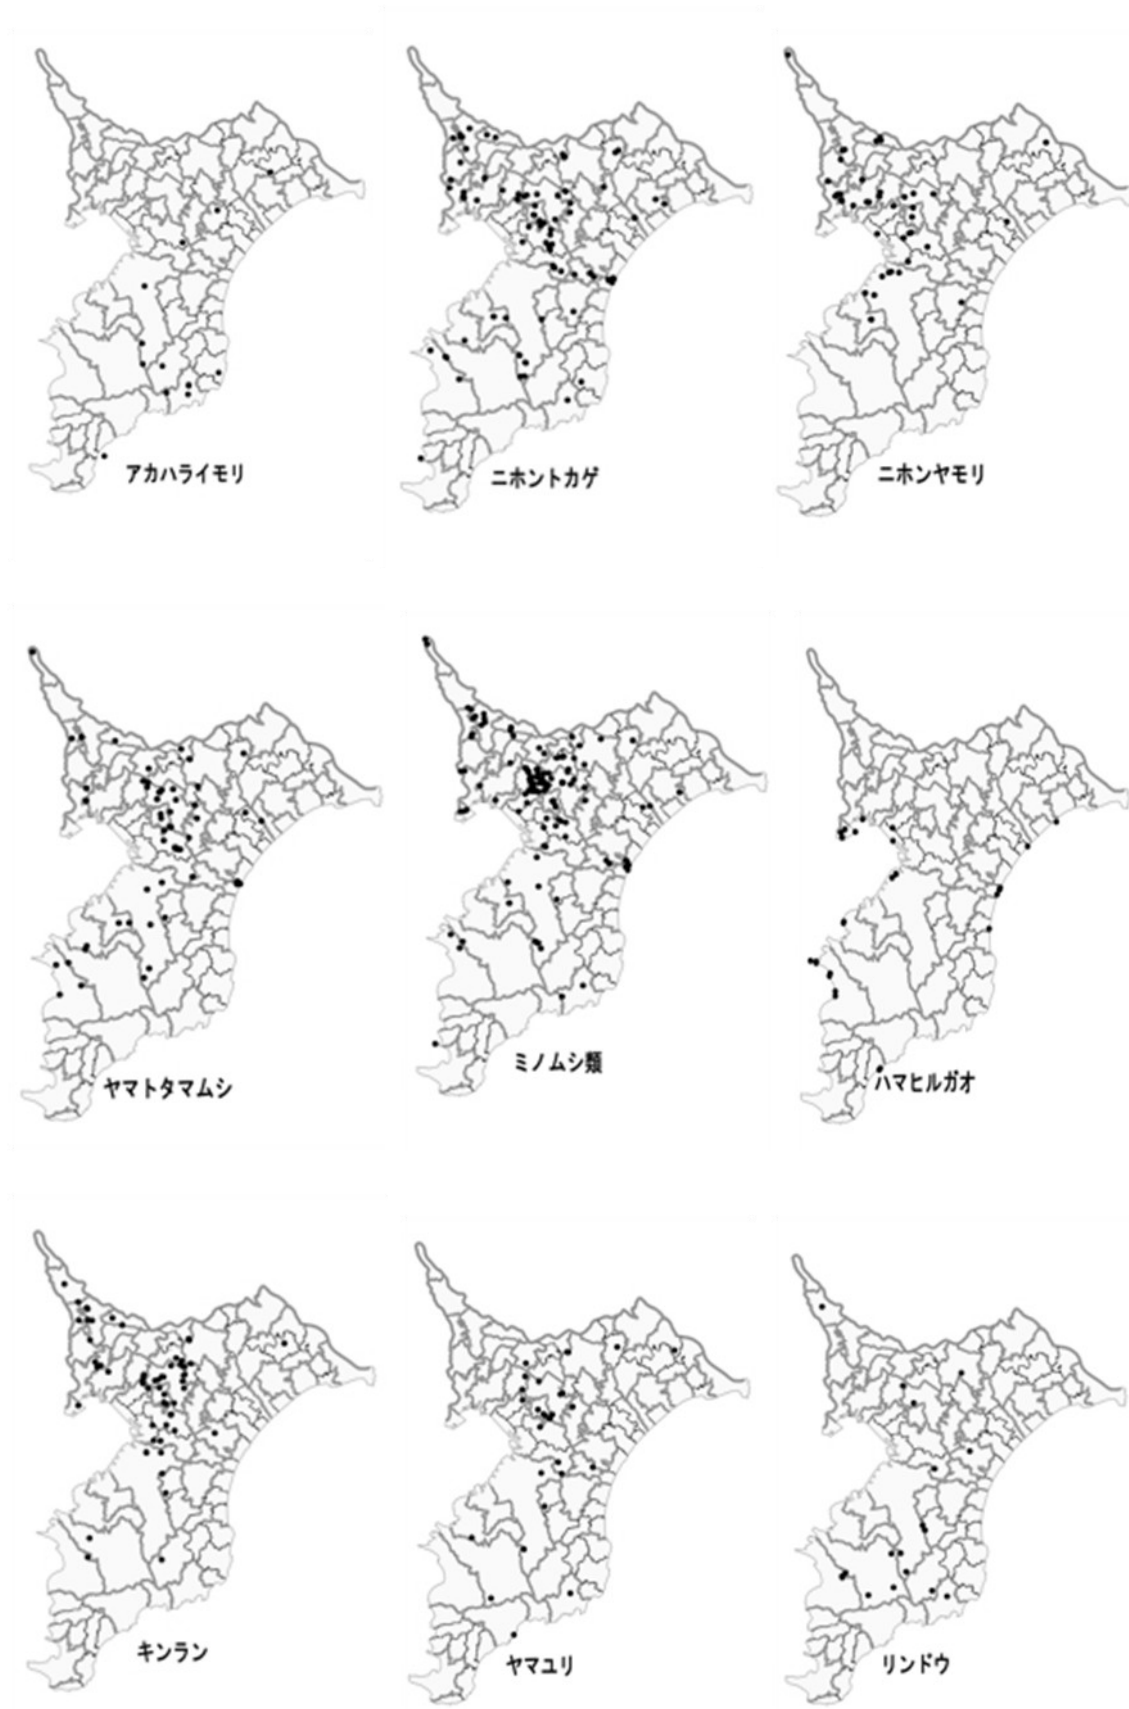 アカハライモリ
ニホントカゲ
ニホンヤモリ
ヤマトタマムシ
ミノムシ類
ハマヒルガオ
キンラン
ヤマユリ
リンドウ